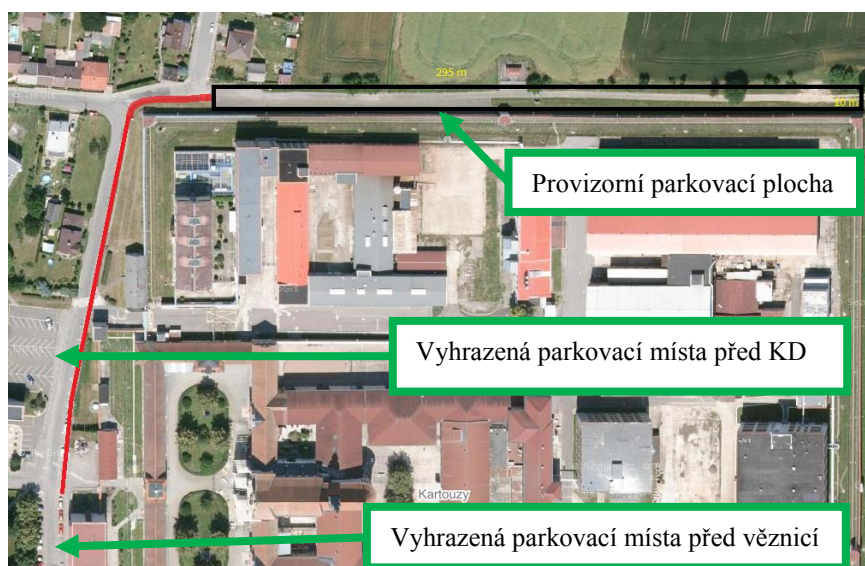 295 m
10 m
Provizorní parkovací plocha
Vyhrazená parkovací místa před KD
Kartouzy
Vyhrazená parkovací místa před věznicí